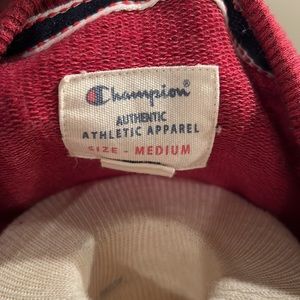 Champion®
AUTHENTIC
ATHLETIC APPAREL
SIZE - MEDIUM